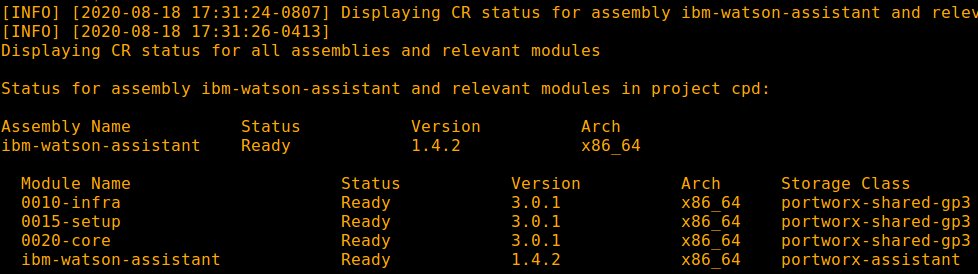 [INFO] [2020-08-18 17:31:24-0807] Displaying CR status for assembly ibm-watson-assistant and relev
[INFO] [2020-08-18 17:31:26-0413]
Displaying CR status for all assemblies and relevant modules
Status for assembly ibm-watson-assistant and relevant modules in project cpd:
Assembly Name Status Version Arch
ibm-watson-assistant Ready 1.4.2 x86_64
Module Name Status Version Arch Storage Class
0010-infra Ready 3.0.1 x86_64 portworx-shared-gp3
0015-setup Ready 3.0.1 x86_64 portworx-shared-gp3
0020-core Ready 3.0.1 x86_64 portworx-shared-gp3
ibm-watson-assistant Ready 1.4.2 x86_64 portworx-assistant